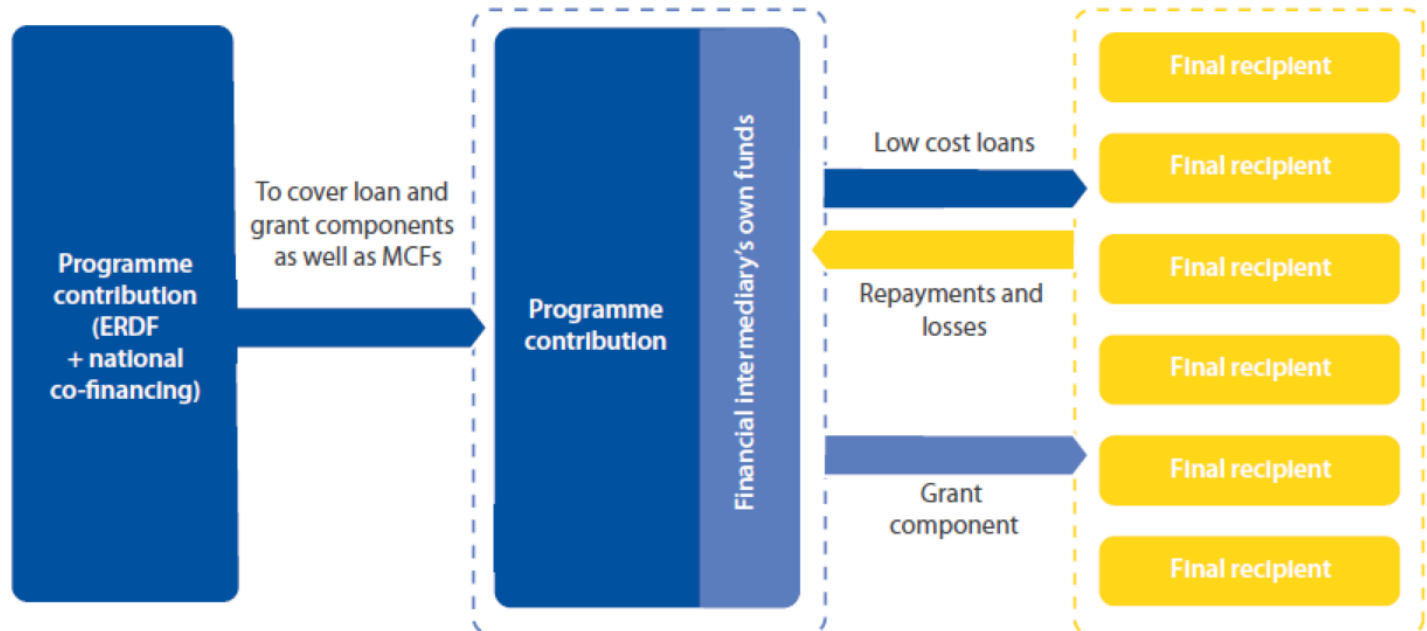 Programme
contribution
(ERDF
+ national
co-financing)
To cover loan and
grant components
as well as MCFs
Programme
contribution
Financial intermediary's own funds
Low cost loans
Repayments and
losses
Grant
component
Final recipient
Final recipient
Final recipient
Final recipient
Final recipient
Final recipient